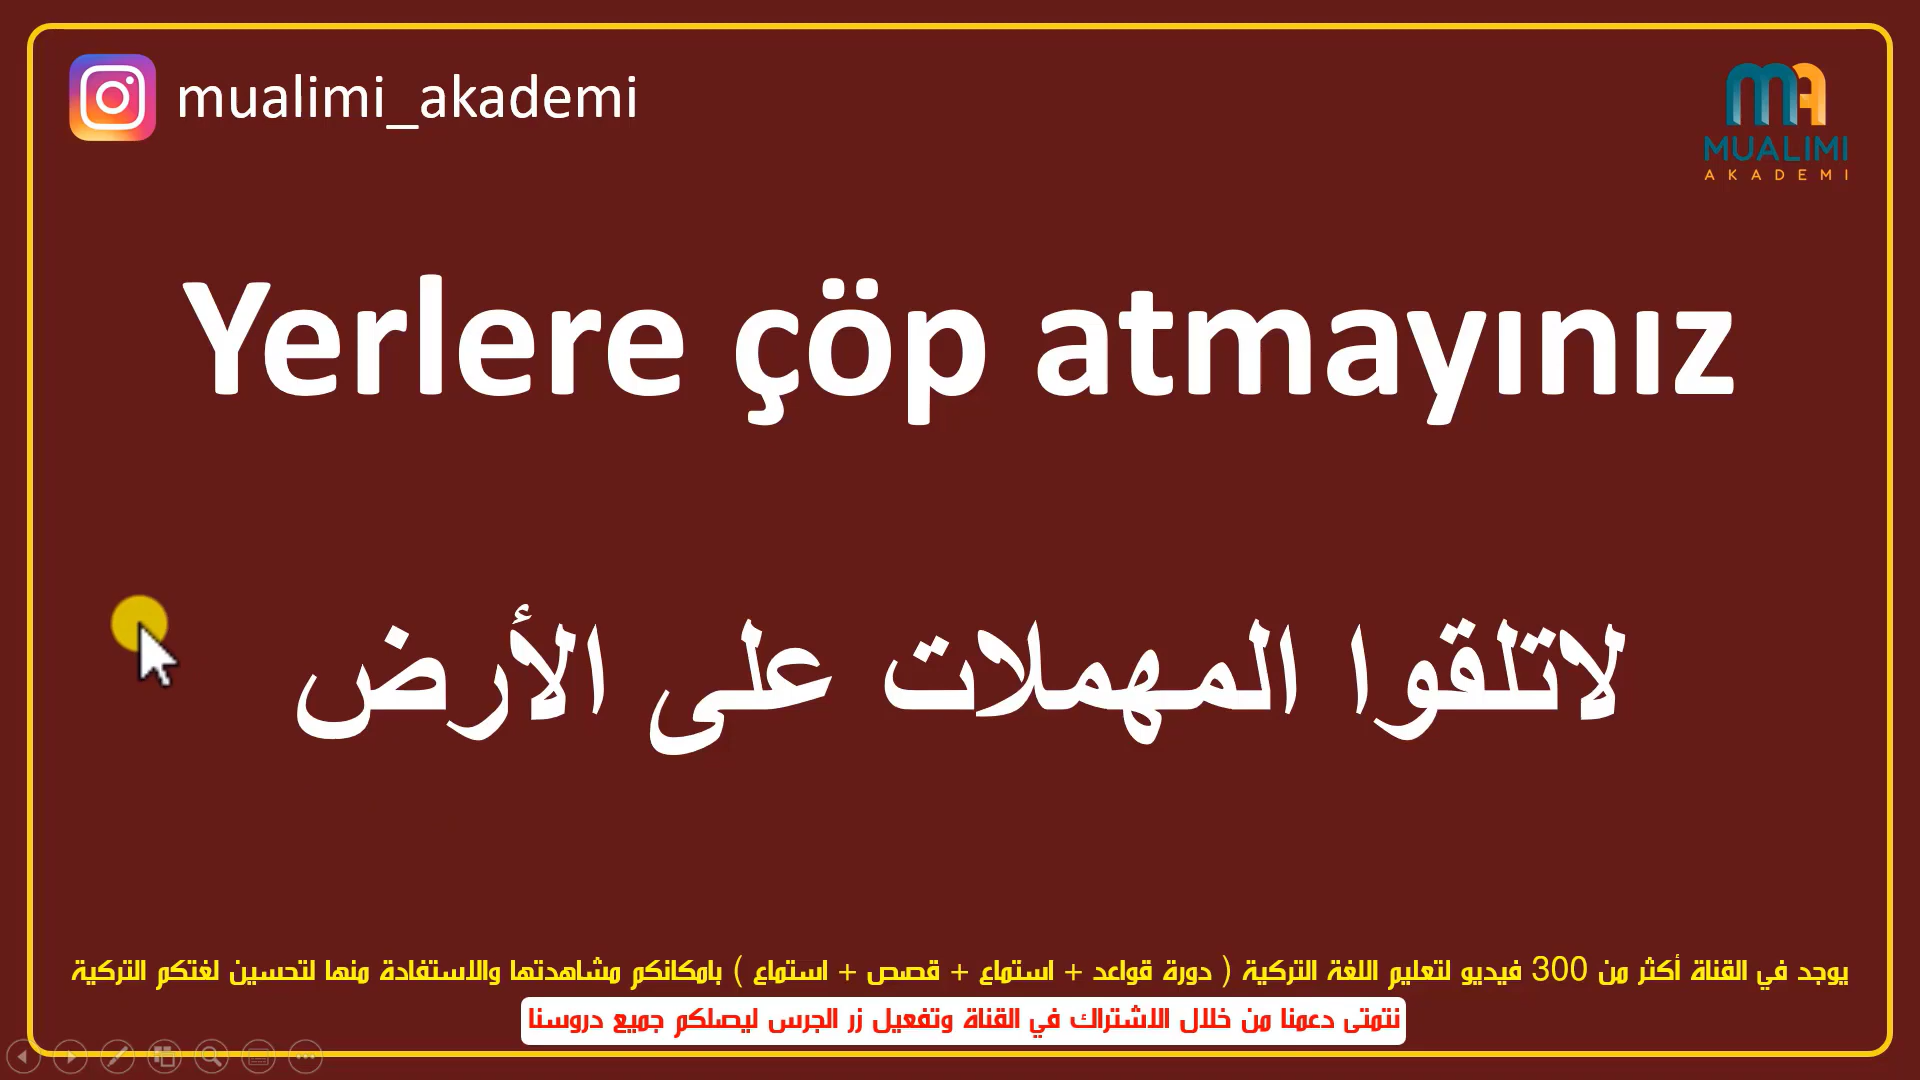 mualimi_akademi
MUALIMI
AKADEMI
Yerlere çöp atmayınız
لاتلقوا المهملات على الأرض
يوجد في القناة أكثر من 300 فيديو لتعليم اللغة التركية ( دورة قواعد + استماع + قصص + استماع ) بامكانكم مشاهدتها والاستفادة منها لتحسين لغتكم التركية
نتمتى دعمنا من خلال الاشتراك في القناة وتفعيل زر الجرس ليصلكم جميع دروسنا